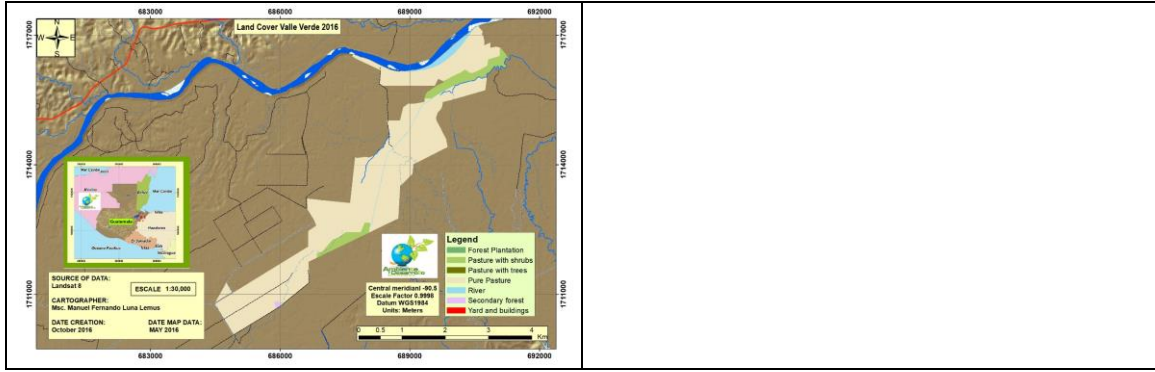 683000 686000 689000 692000
Land Cover Valle Verde 2016
N
W E
S
1717000 1717000
1714000 1714000
1711000 1711000
Guatemala
SOURCE OF DATA:
Landsat 8
ESCALE 1:30,000
CARTOGRAPHER:
Msc. Manuel Fernando Luna Lemus
DATE CREATION: DATE MAP DATA:
October 2016 MAY 2016
Central meridianl -90.5
Escale Factor 0.9998
Datum WGS1984
Units: Meters
Legend
Forest Plantation
Pasture with shrubs
Pasture with trees
Pure Pasture
River
Secondary forest
Yard and buildings
0 0.5 1 2 3 4
Km
683000 686000 689000 692000